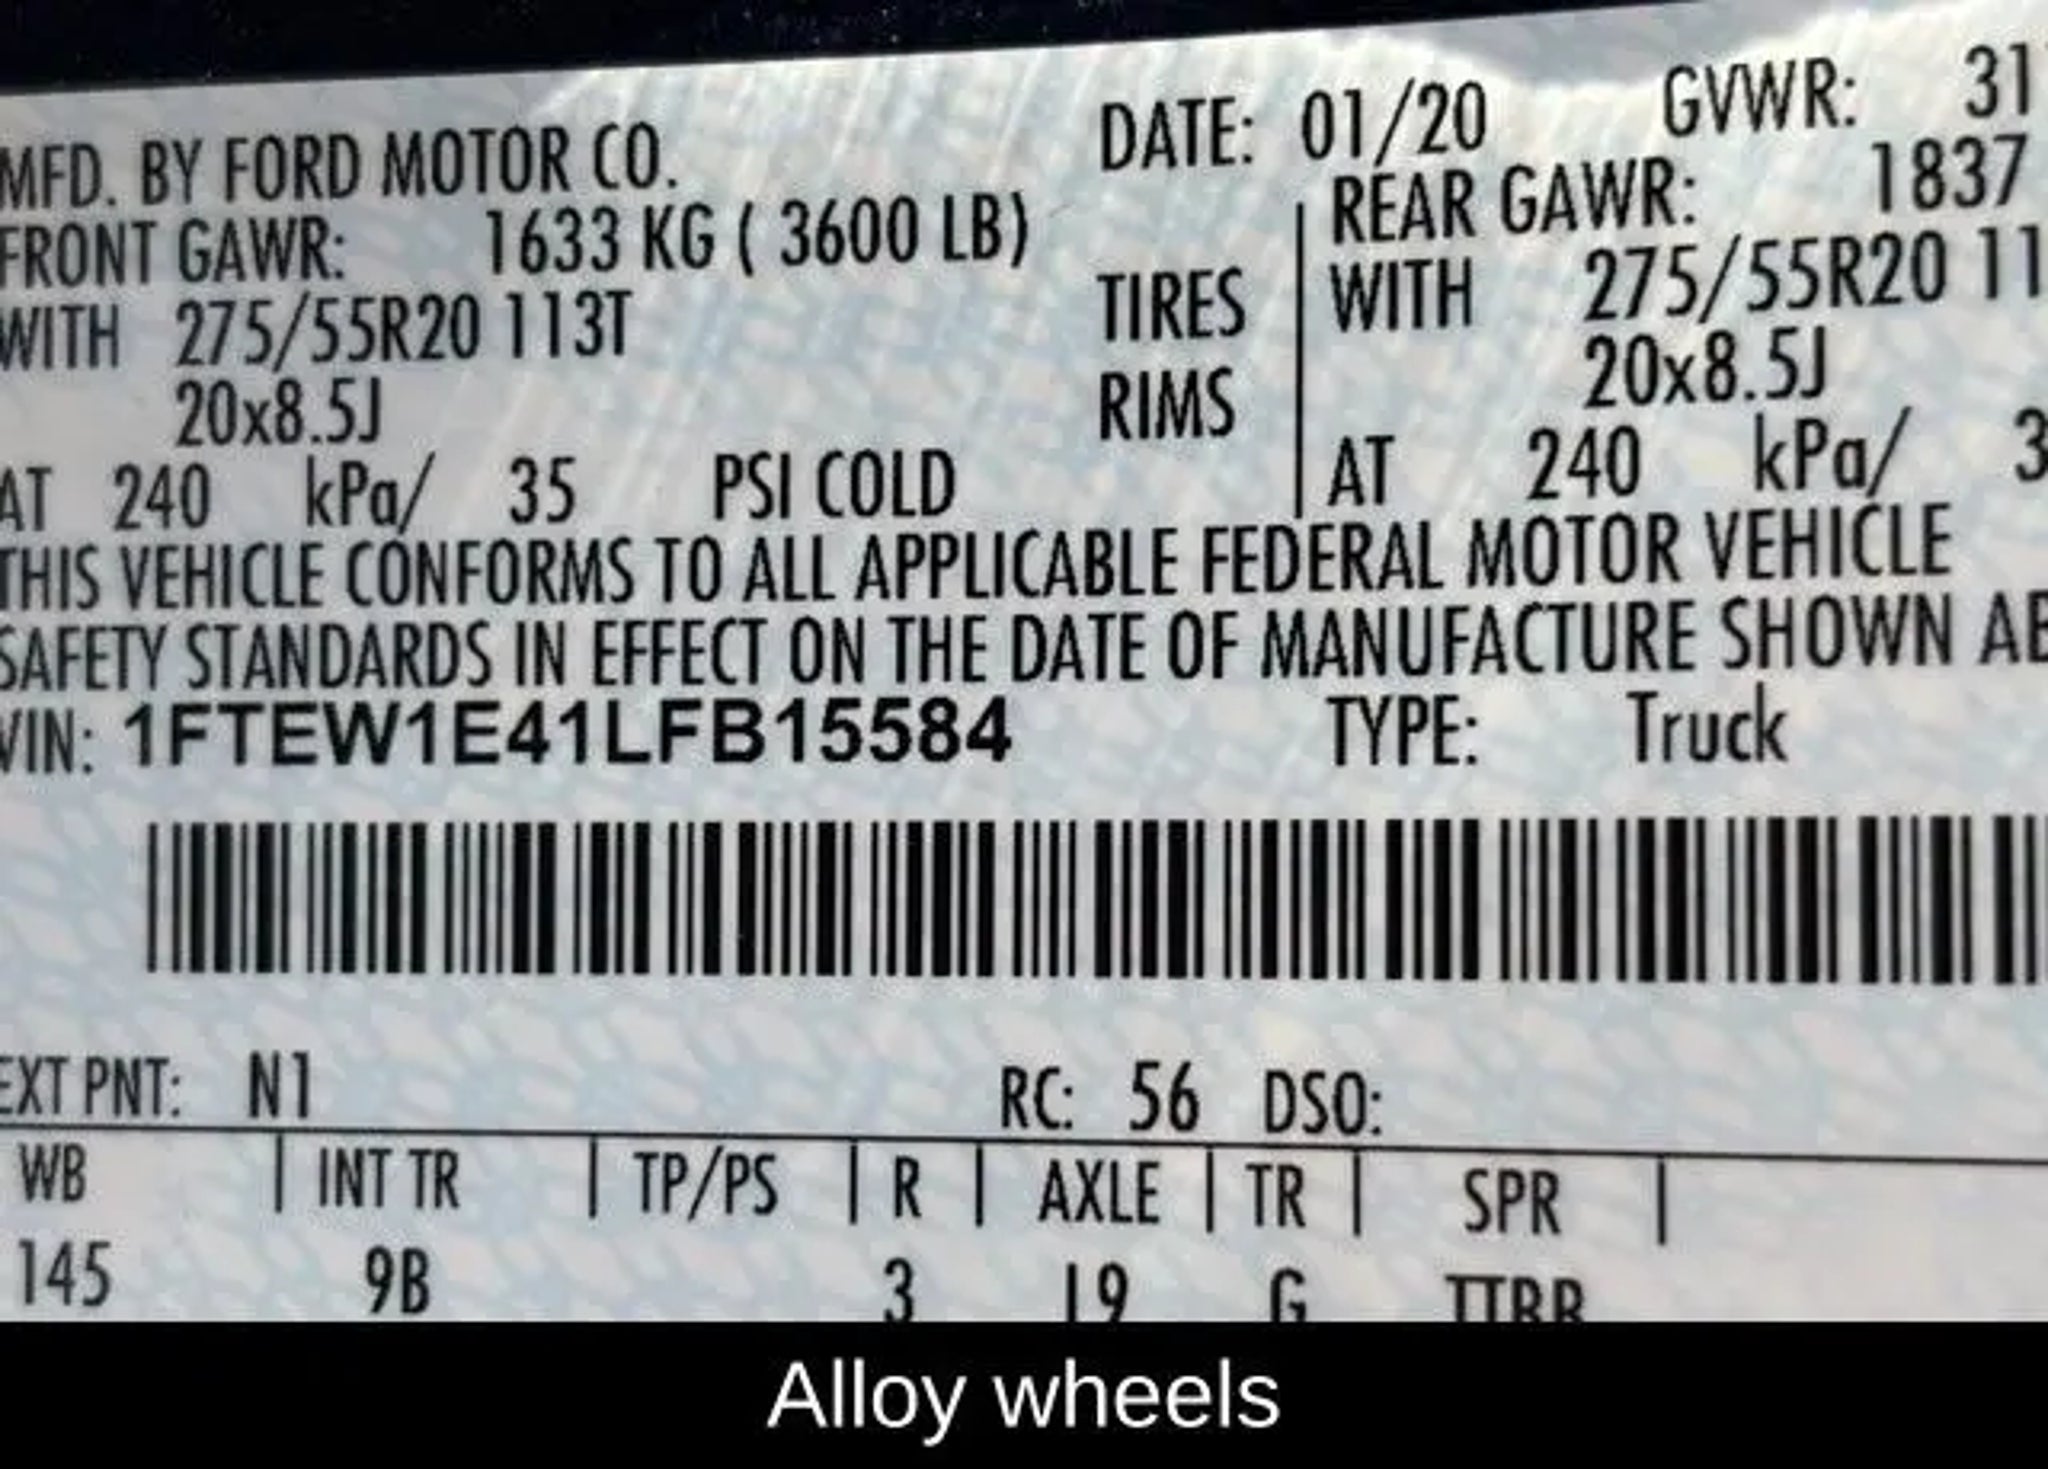 MFD. BY FORD MOTOR CO. DATE: 01/20 GVWR: 31
FRONT GAWR: 1633 KG ( 3600 LB) REAR GAWR: 1837
WITH 275/55R20 113T TIRES WITH 275/55R20 11
20x8.5J RIMS 20x8.5J
AT 240 kPa/ 35 PSI COLD AT 240 kPa/ 3
THIS VEHICLE CONFORMS TO ALL APPLICABLE FEDERAL MOTOR VEHICLE
SAFETY STANDARDS IN EFFECT ON THE DATE OF MANUFACTURE SHOWN AB
VIN: 1FTEW1E41LFB15584 TYPE: Truck
EXT PNT: N1 RC: 56 DSO:
WB | INT TR | TP/PS | R | AXLE | TR | SPR |
145 9B 3 19 G
Alloy wheels